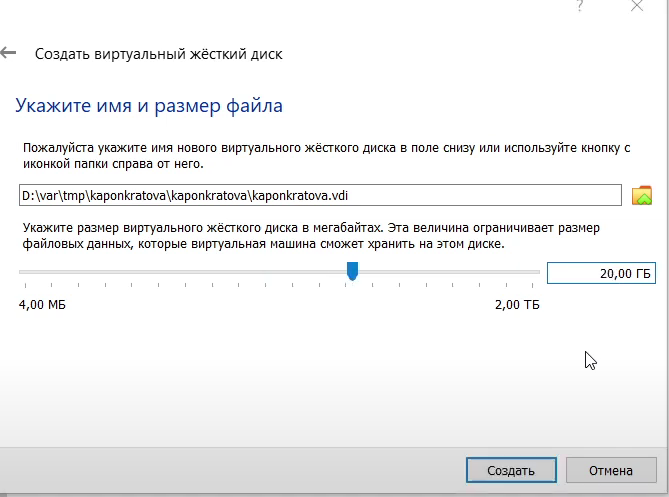 ?
Создать виртуальный жёсткий диск
Укажите имя и размер файла
Пожалуйста укажите имя нового виртуального жёсткого диска в поле снизу или используйте кнопку с
иконкой папки справа от него.
D:\var\tmp\kaponkratova\kaponkratova\kaponkratova.vdi
Укажите размер виртуального жёсткого диска в мегабайтах. Эта величина ограничивает размер
файловых данных, которые виртуальная машина сможет хранить на этом диске.
20,00 ГБ
4,00 МБ 2,00 ТБ
Создать Отмена